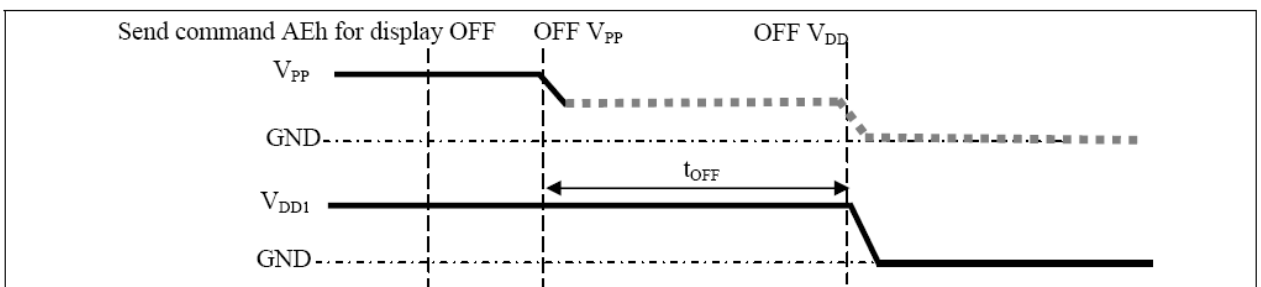 Send command AEh for display OFF OFF VPP OFF VDD
VPP
GND
tOFF
VDD1
GND